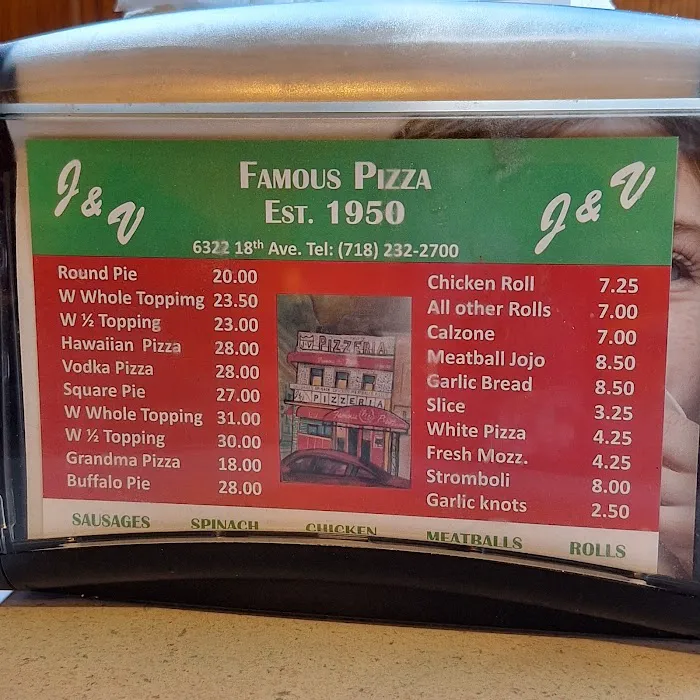 J & V
FAMOUS PIZZA
EST. 1950
J & V
6322 18th Ave. Tel: (718) 232-2700
Round Pie 20.00
W Whole Toppimg 23.50
W ½ Topping 23.00
Hawaiian Pizza 28.00
Vodka Pizza 28.00
Square Pie 27.00
W Whole Topping 31.00
W ½ Topping 30.00
Grandma Pizza 18.00
Buffalo Pie 28.00
PIZZERIA
PIZZERIA
Famous Pizza
Chicken Roll 7.25
All other Rolls 7.00
Calzone 7.00
Meatball Jojo 8.50
Garlic Bread 8.50
Slice 3.25
White Pizza 4.25
Fresh Mozz. 4.25
Stromboli 8.00
Garlic knots 2.50
SAUSAGES SPINACH CHICKEN MEATBALLS ROLLS